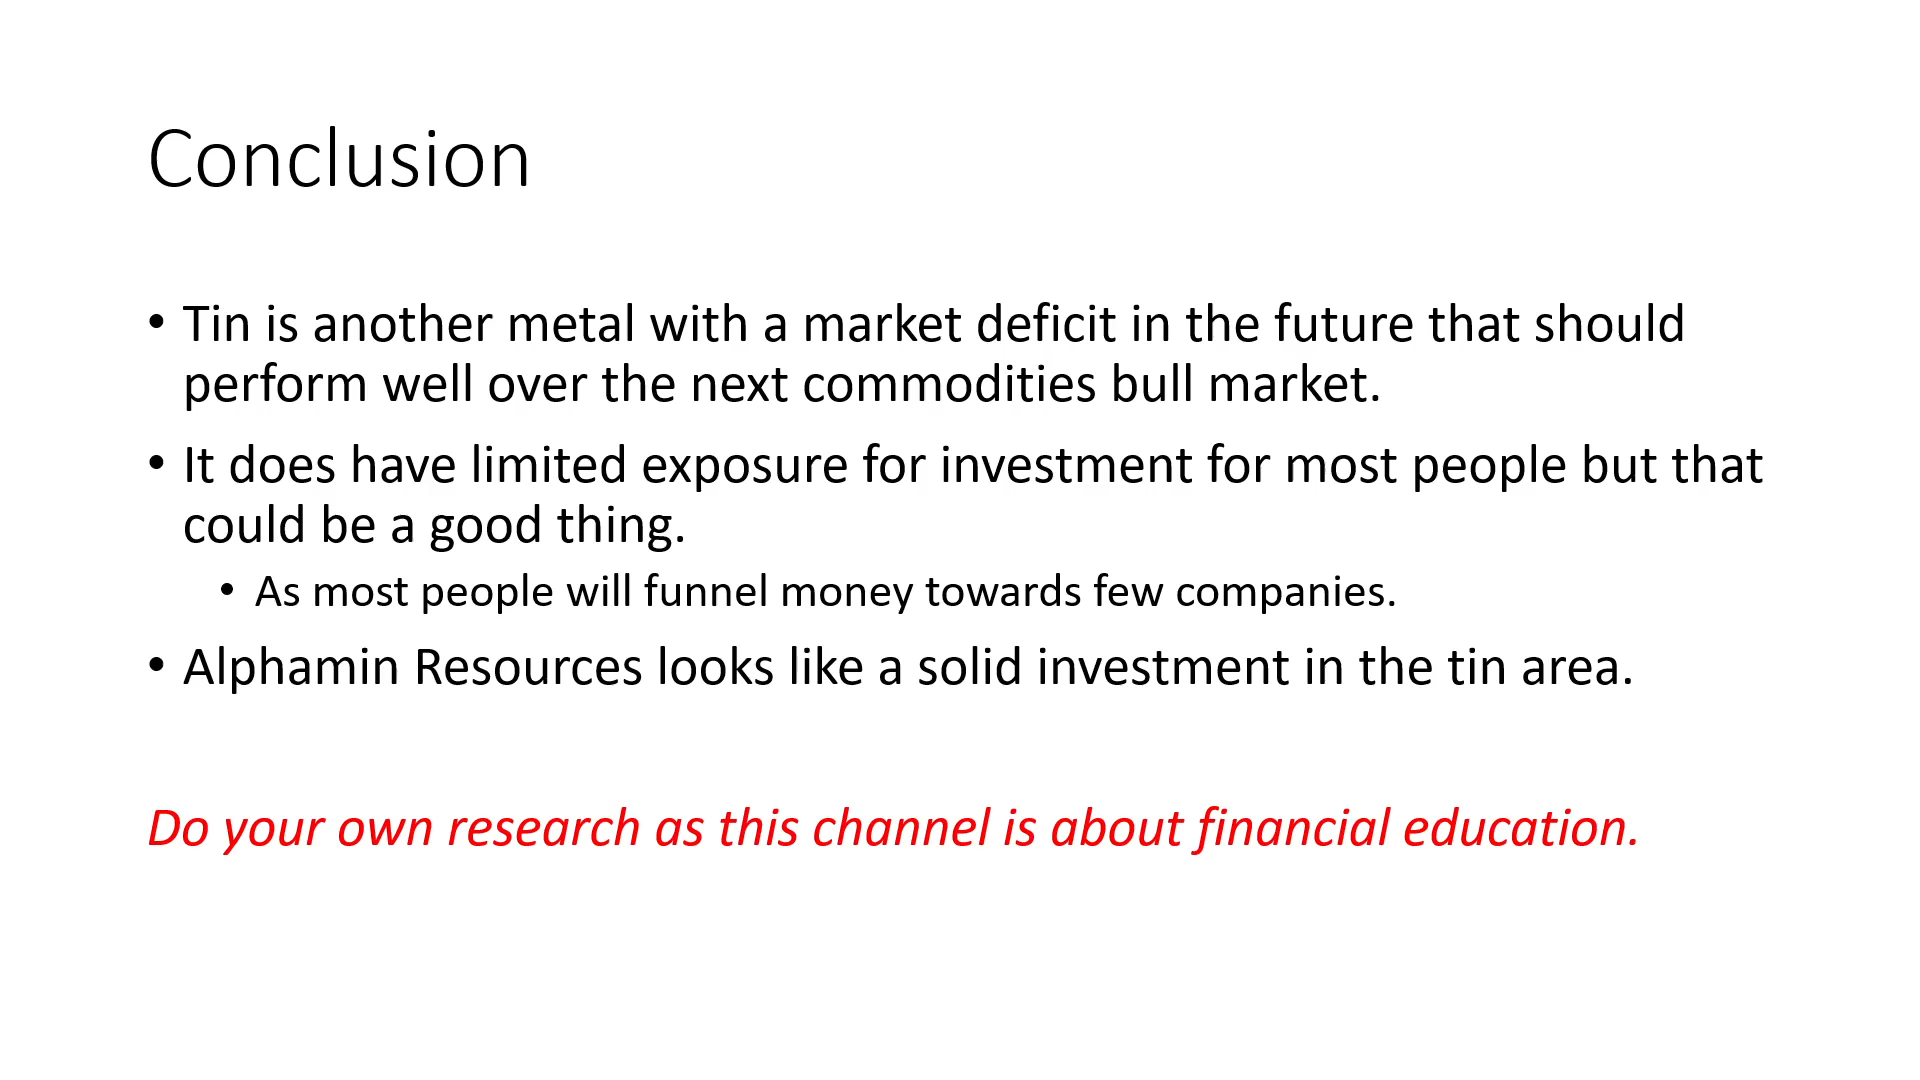 Conclusion
• Tin is another metal with a market deficit in the future that should
perform well over the next commodities bull market.
• It does have limited exposure for investment for most people but that
could be a good thing.
• As most people will funnel money towards few companies.
• Alphamin Resources looks like a solid investment in the tin area.
Do your own research as this channel is about financial education.